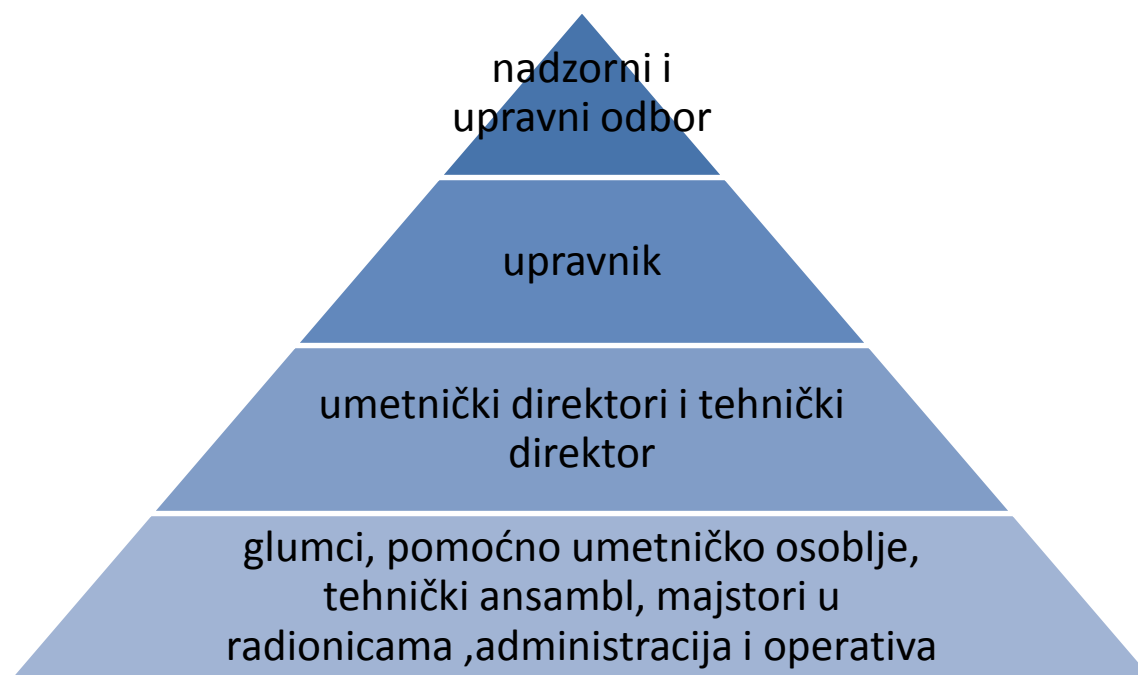 nadzorni i
upravni odbor
upravnik
umetnički direktori i tehnički
direktor
glumci, pomoćno umetničko osoblje,
tehnički ansambl, majstori u
radionicama ,administracija i operativa